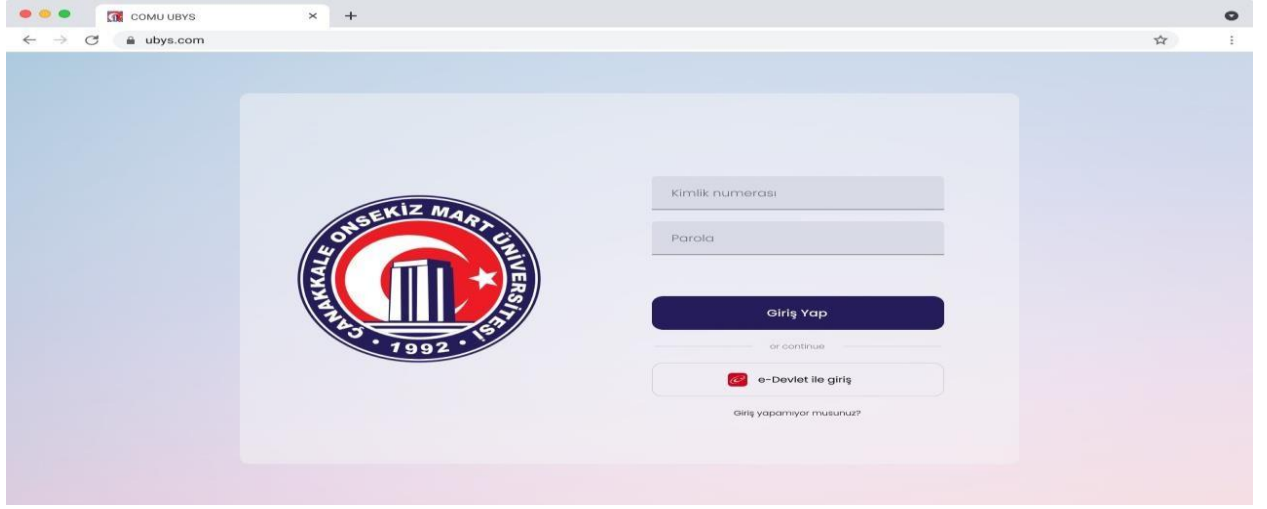 COMU UBYS
ubys.com
ÇANAKKALE ONSEKİZ MART ÜNİVERSİTESİ
• 1992 •
Kimlik numerası
Parola
Giriş Yap
or continue
e-Devlet ile giriş
Giriş yapamıyor musunuz?